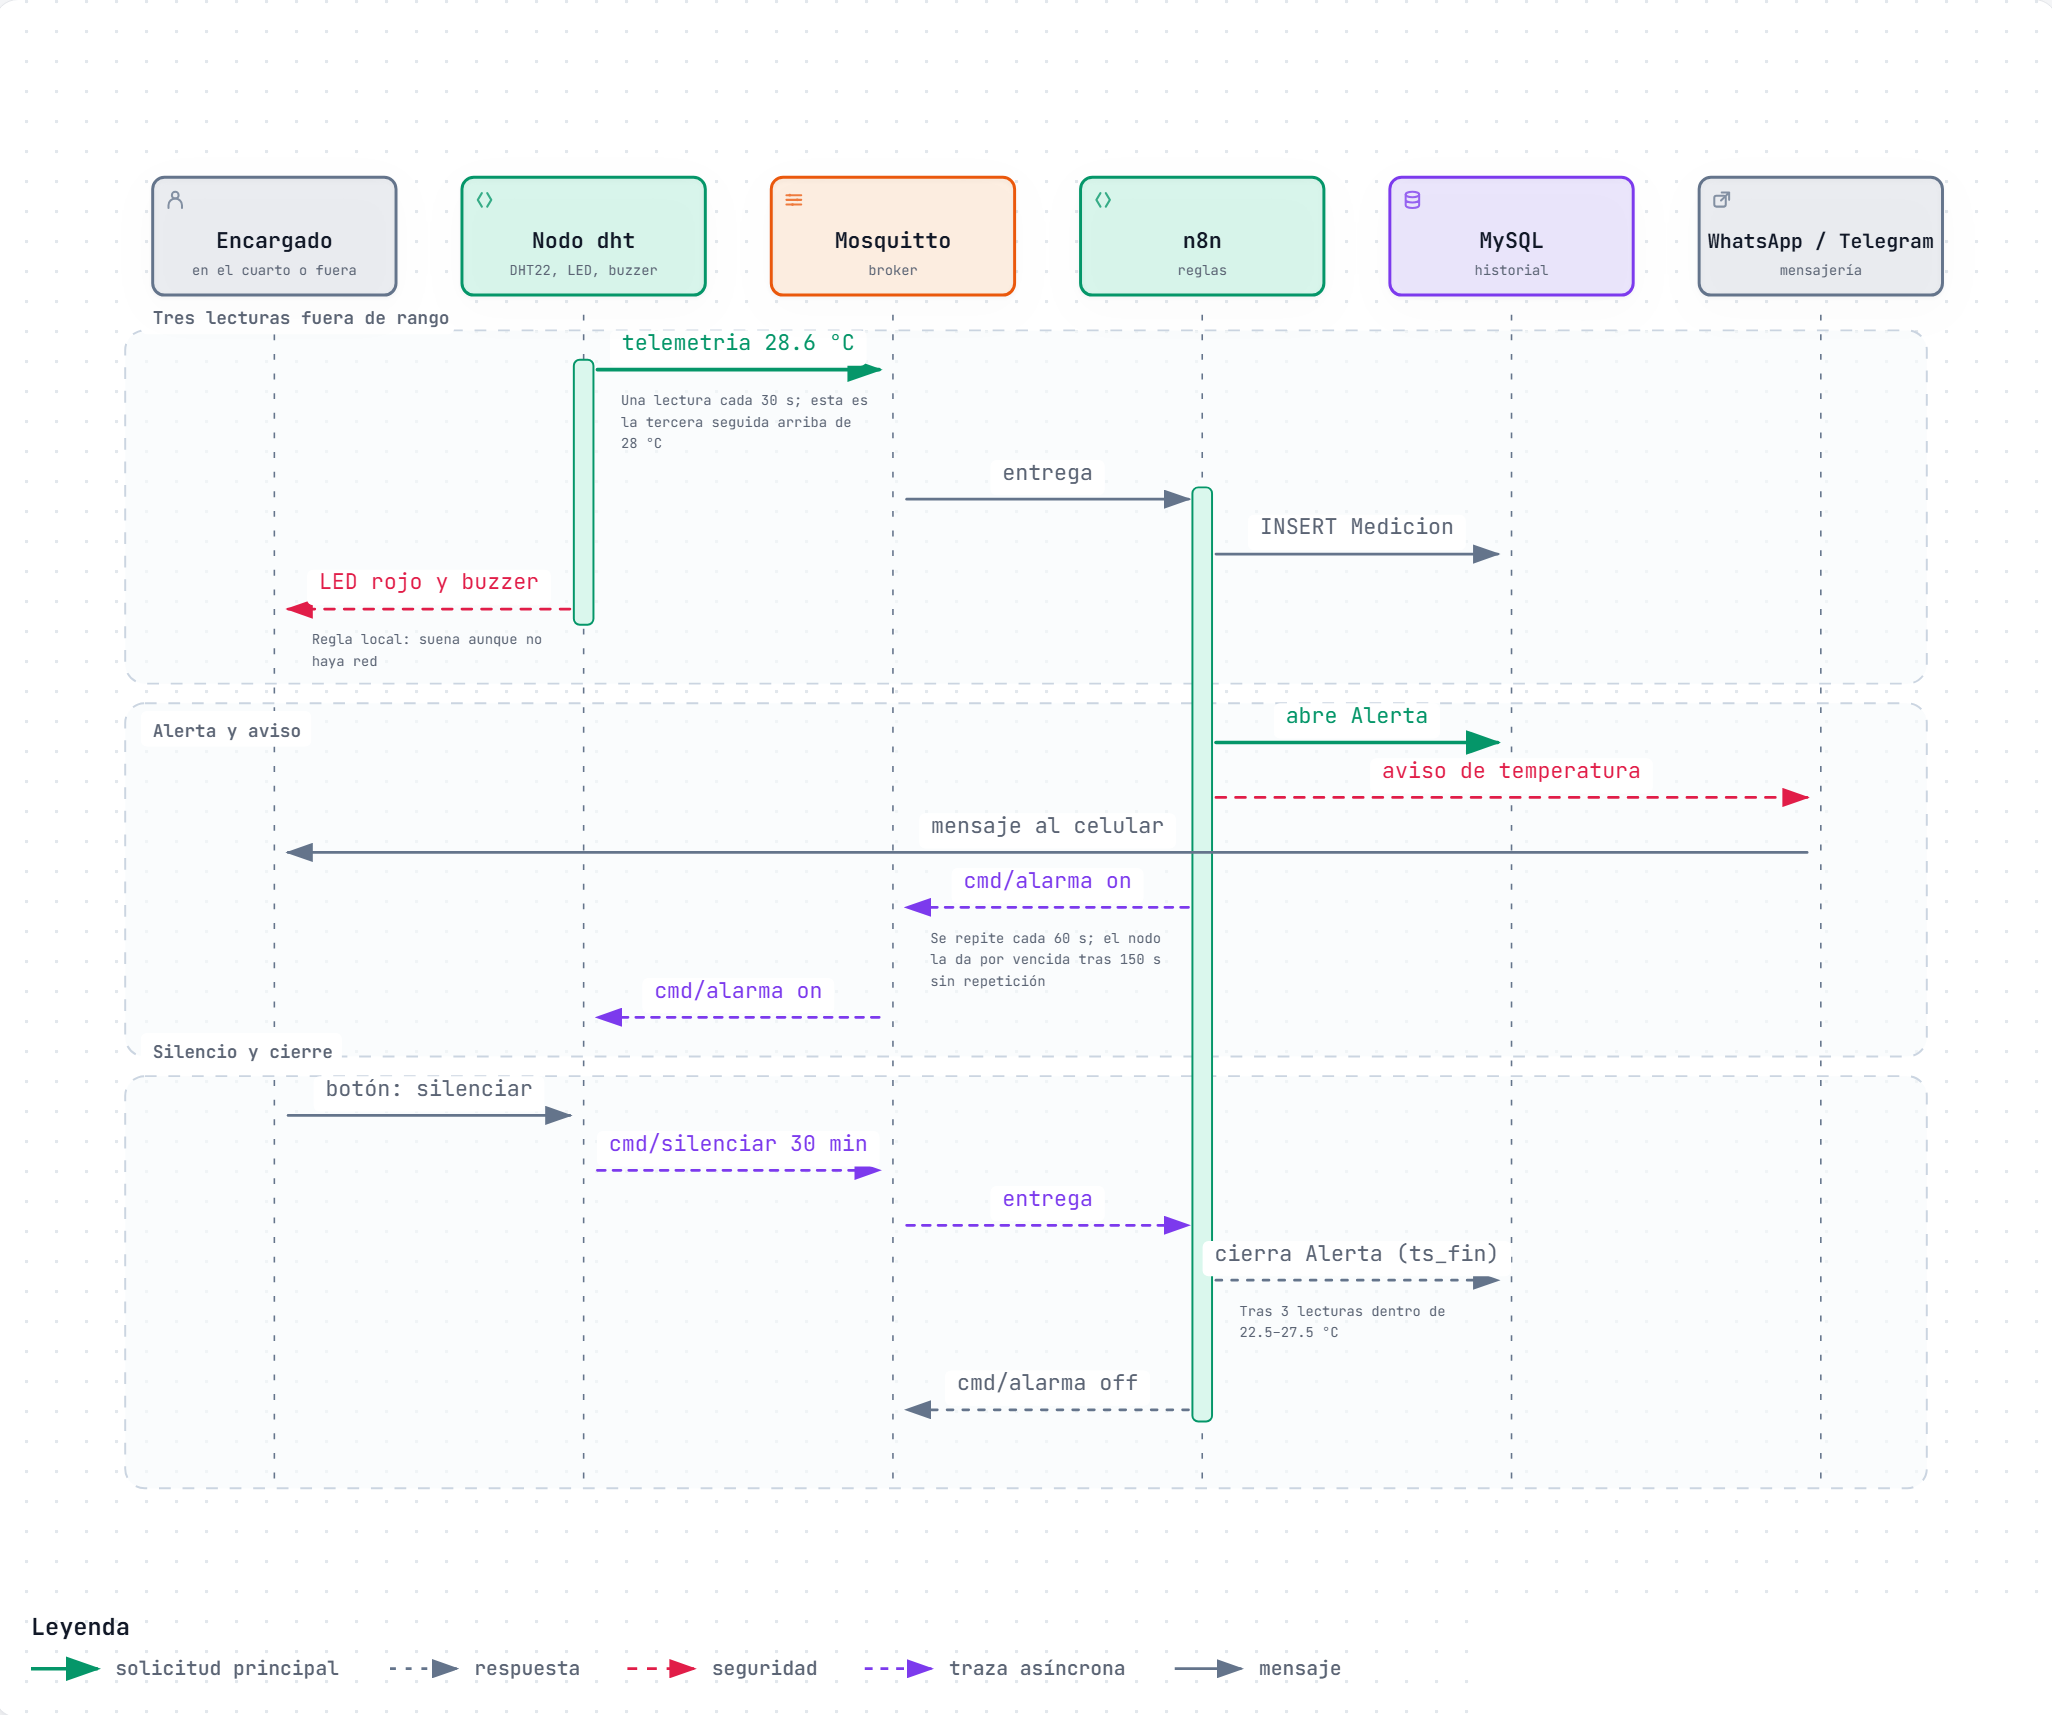 Encargado
en el cuarto o fuera
Nodo dht
DHT22, LED, buzzer
Mosquitto
broker
n8n
reglas
MySQL
historial
WhatsApp / Telegram
mensajería
Tres lecturas fuera de rango
telemetria 28.6 °C
Una lectura cada 30 s; esta es
la tercera seguida arriba de
28 °C
entrega
INSERT Medicion
LED rojo y buzzer
Regla local: suena aunque no
haya red
Alerta y aviso
abre Alerta
aviso de temperatura
mensaje al celular
cmd/alarma on
Se repite cada 60 s; el nodo
la da por vencida tras 150 s
sin repetición
cmd/alarma on
Silencio y cierre
botón: silenciar
cmd/silenciar 30 min
entrega
cierra Alerta (ts_fin)
Tras 3 lecturas dentro de
22.5–27.5 °C
cmd/alarma off
Leyenda
solicitud principal
respuesta
seguridad
traza asíncrona
mensaje